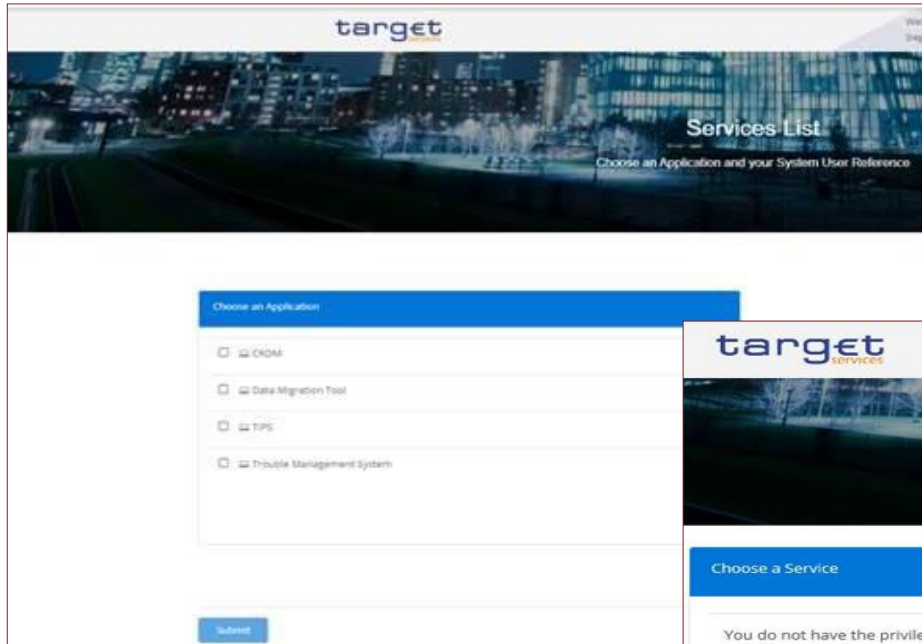 target
services
Services List
Choose an Application and your System User Reference
Choose an Application
CRDM
Data Migration Tool
TIPS
Trouble Management System
Submit
target
services
Choose a Service
You do not have the privile